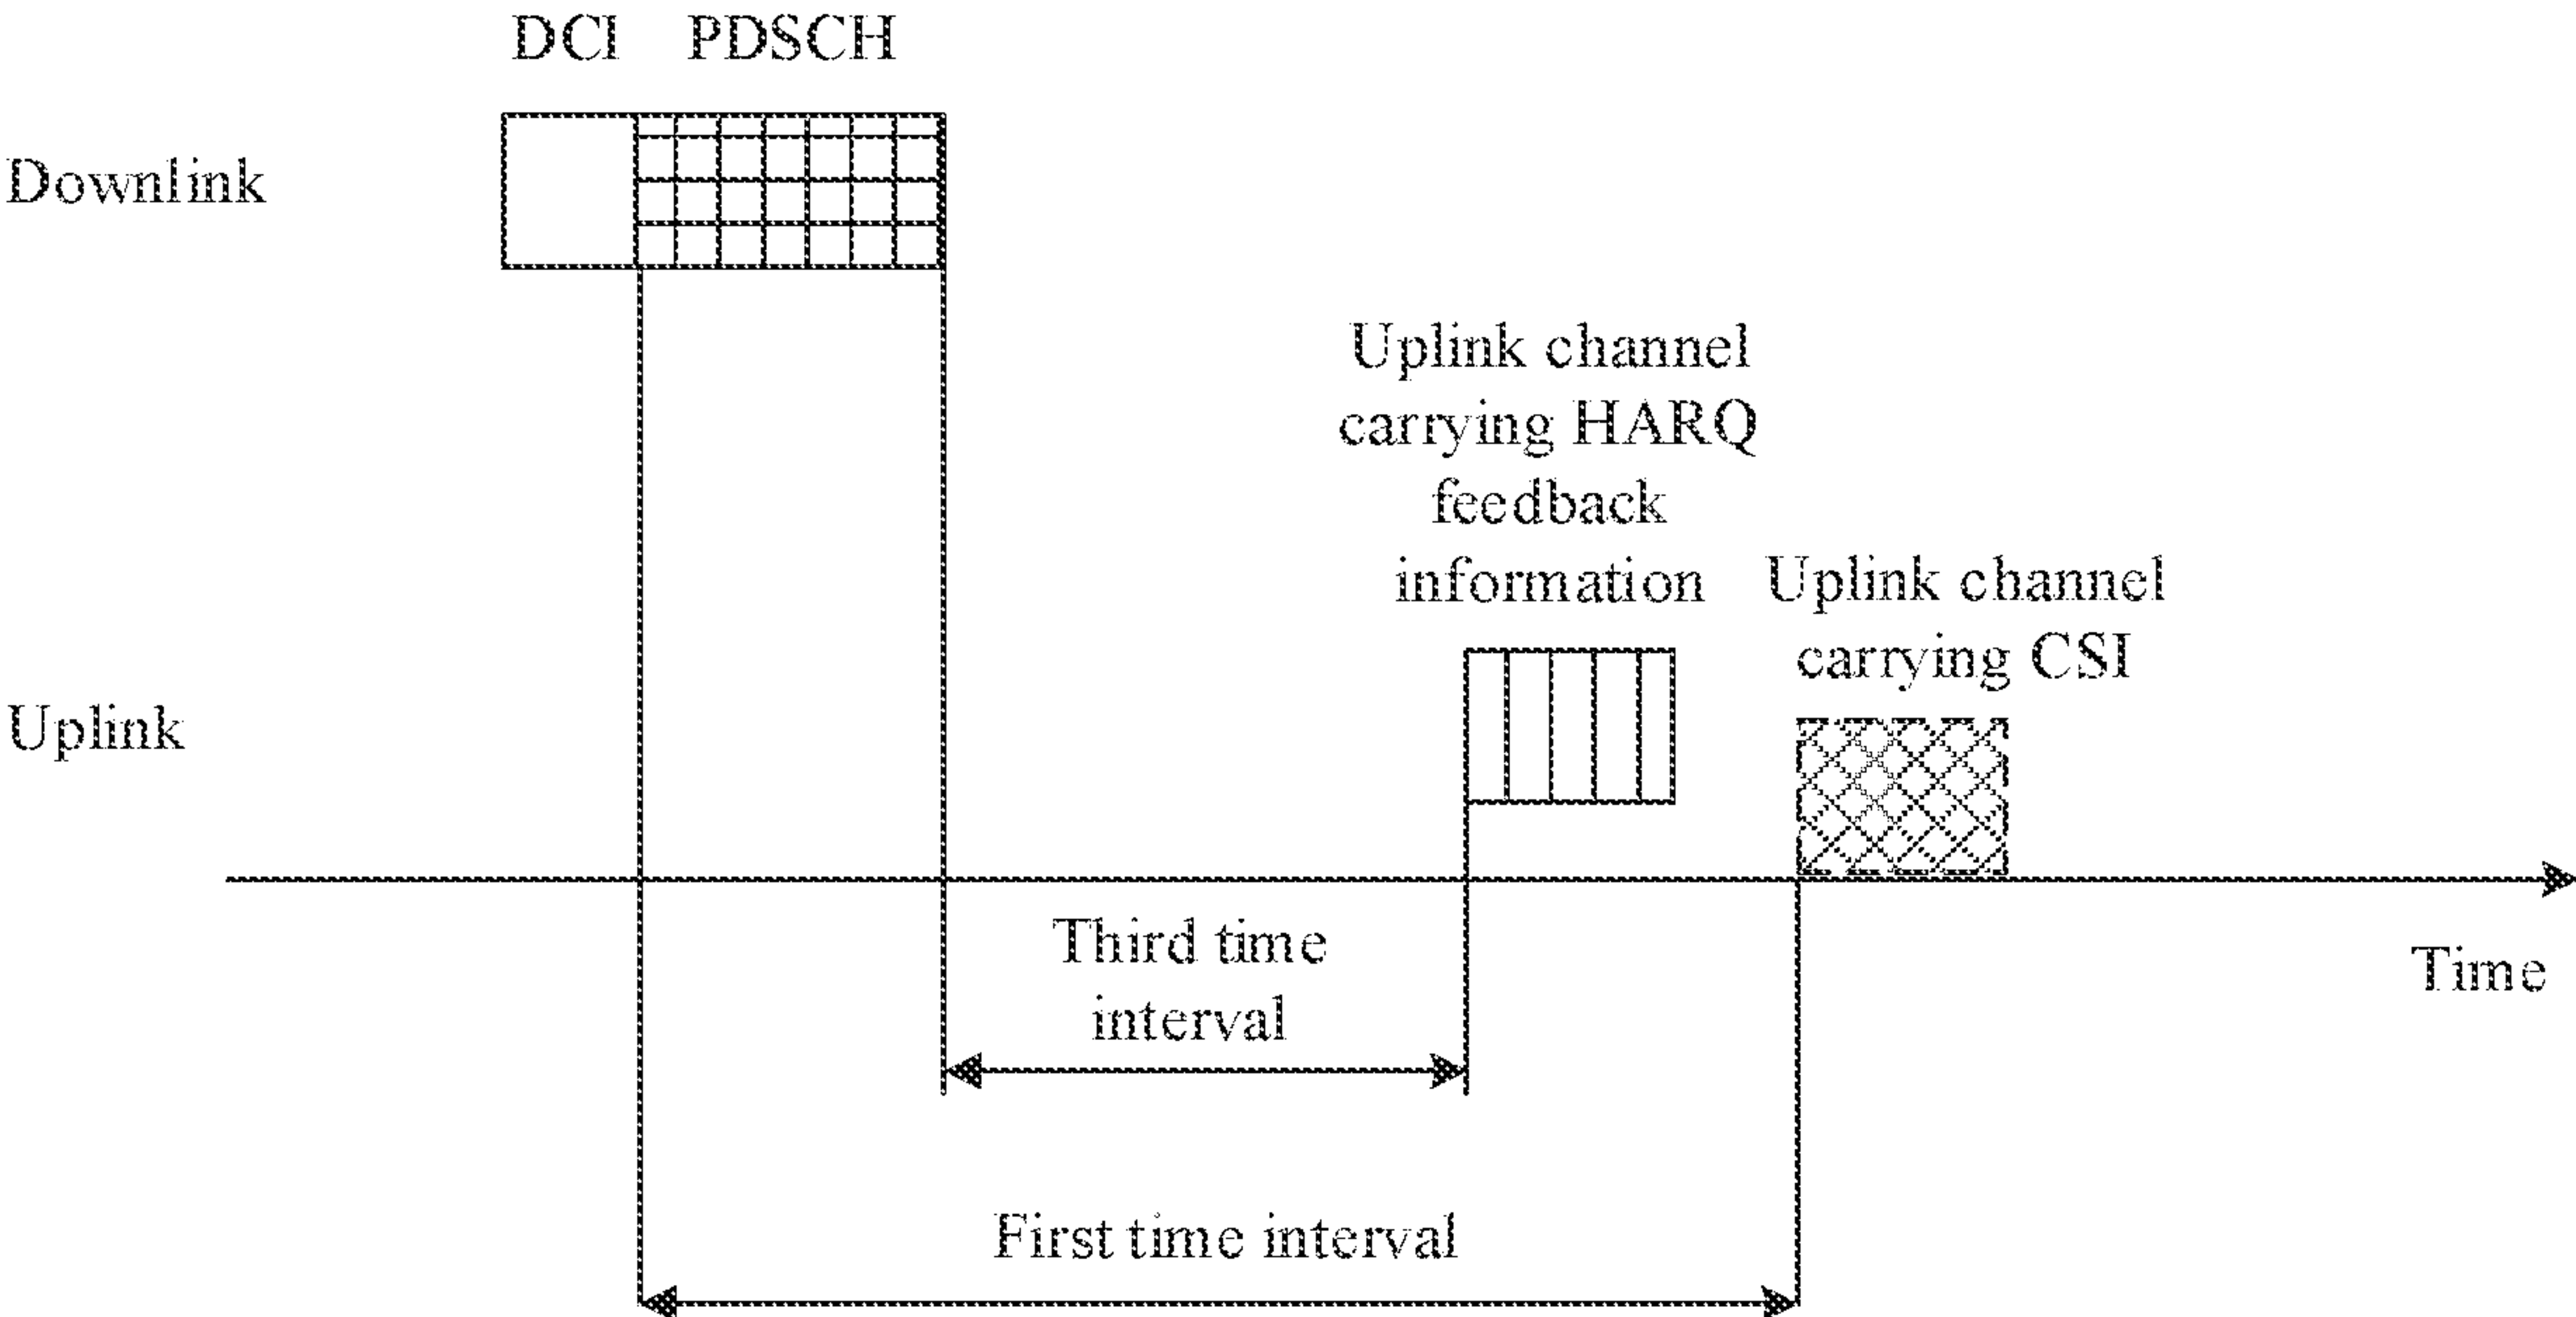 DCI PDSCH
Downlink
Uplink channel
carrying HARQ
feedback
information
Uplink channel
carrying CSI
Uplink
Third time
interval
Time
First time interval